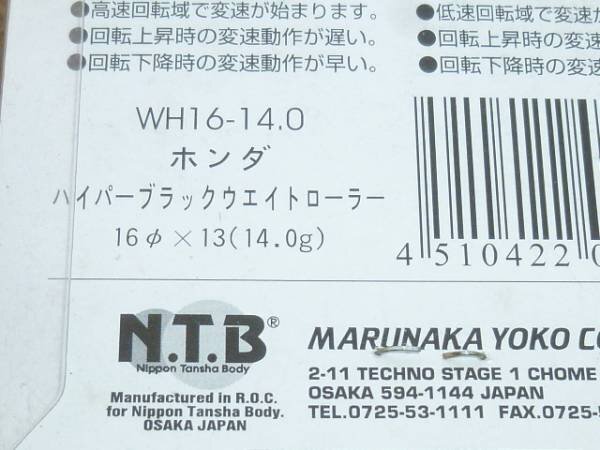 ●高速回転域で変速が始まります。
●回転上昇時の変速動作が遅い。
●回転下降時の変速動作が早い。
●低速回転域で変速が
●回転上昇時の変速動
●回転下降時の変速
WH16-14.0
ホンダ
ハイパーブラックウエイトローラー
16φ×13(14.0g)
4 510422 0
N.T.B®
Nippon Tansha Body
Manufactured in R.O.C.
for Nippon Tansha Body.
OSAKA JAPAN
MARUNAKA YOKO CO
2-11 TECHNO STAGE 1 CHOME
OSAKA 594-1144 JAPAN
TEL.0725-53-1111 FAX.0725-